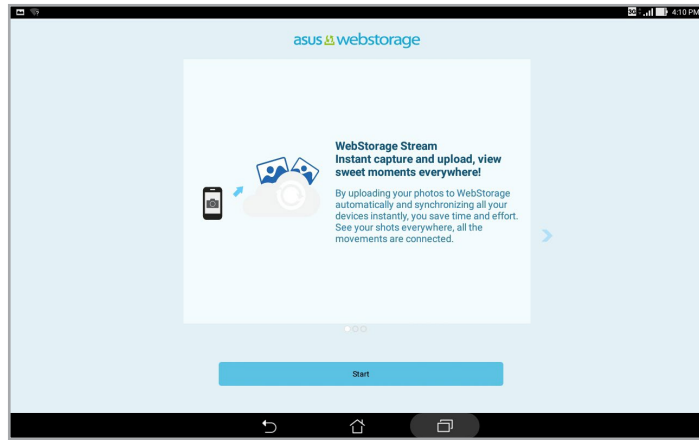 3G 4:10 PM
asus webstorage
WebStorage Stream
Instant capture and upload, view
sweet moments everywhere!
By uploading your photos to WebStorage
automatically and synchronizing all your
devices instantly, you save time and effort.
See your shots everywhere, all the
movements are connected.
Start